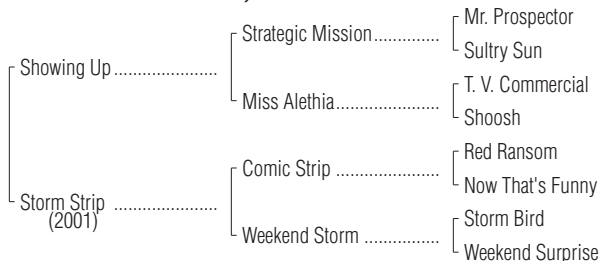 Mr. Prospector
Strategic Mission..............
Sultry Sun
Showing Up .....................
T. V. Commercial
Miss Alethia.....................
Shoosh
Red Ransom
Comic Strip .....................
Now That's Funny
Storm Strip .....................
(2001)
Storm Bird
Weekend Storm ...............
Weekend Surprise